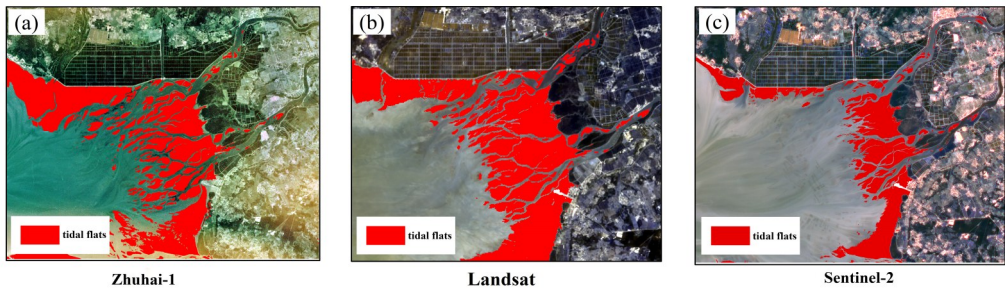 (a)
(b)
(c)
tidal flats
tidal flats
tidal flats
Zhuhai-1
Landsat
Sentinel-2